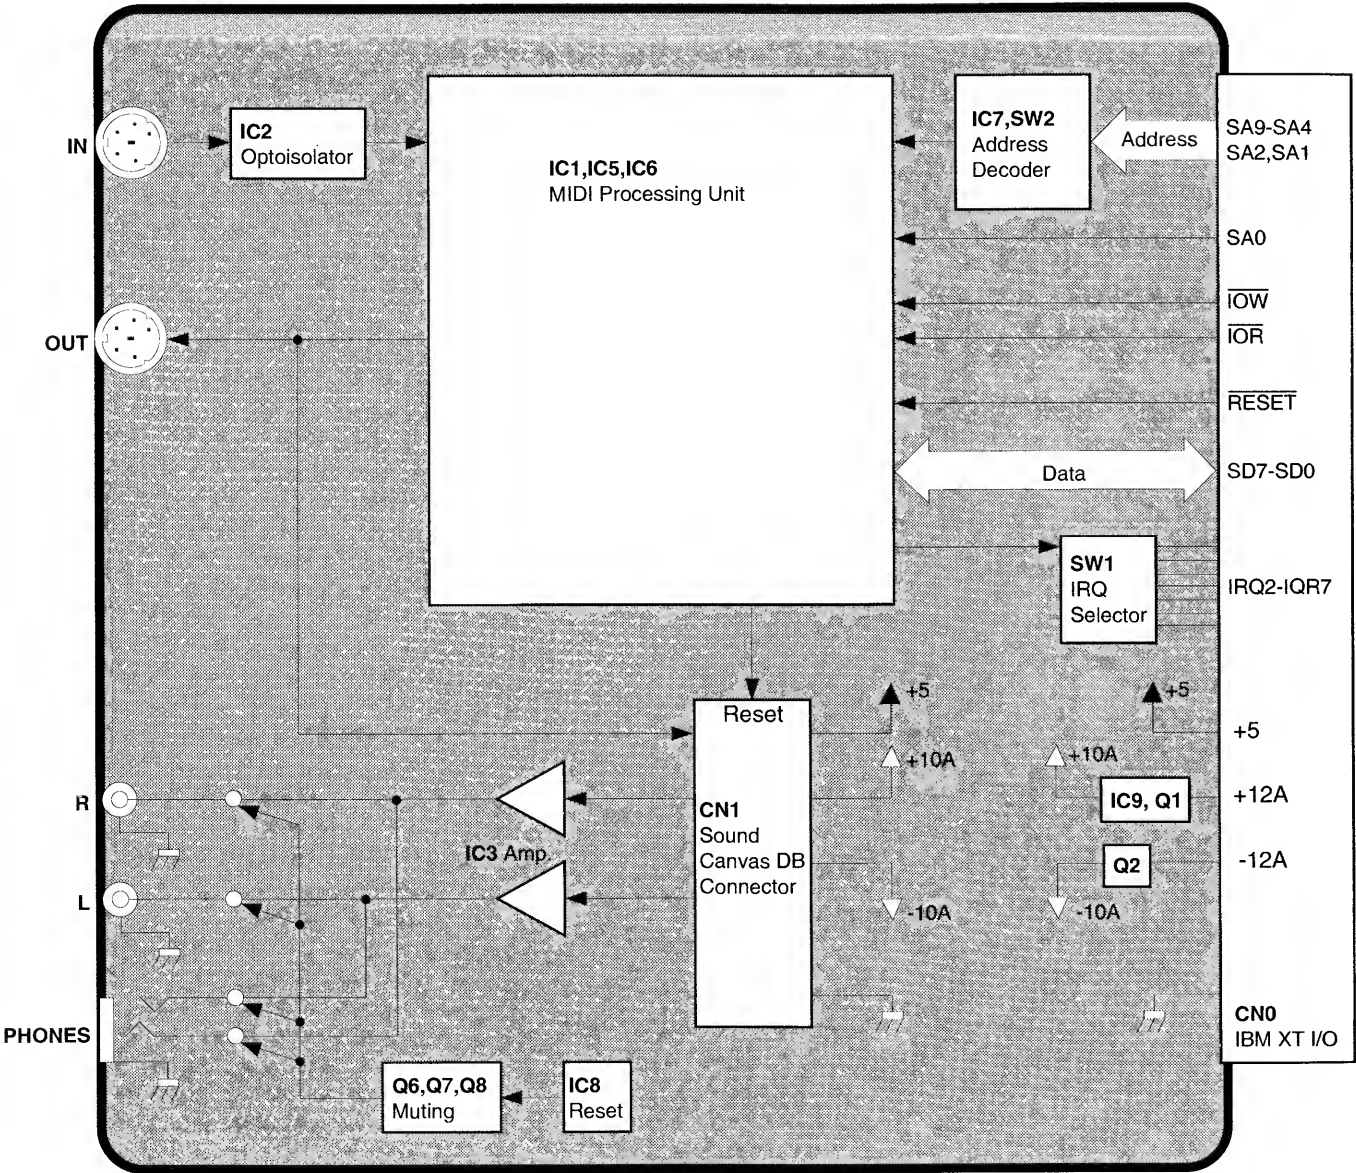 IN
IC2
Optoisolator
IC1,IC5,IC6
MIDI Processing Unit
IC7,SW2
Address
Decoder
Address
SA9-SA4
SA2,SA1
SA0
IOW
IOR
RESET
OUT
Data
SD7-SD0
SW1
IRQ
Selector
IRQ2-IQR7
Reset
+5
+10A
-10A
+5
+5
+10A
IC9, Q1
+12A
Q2
-12A
-10A
CN1
Sound
Canvas DB
Connector
R
IC3 Amp.
L
PHONES
Q6,Q7,Q8
Muting
IC8
Reset
CN0
IBM XT I/O